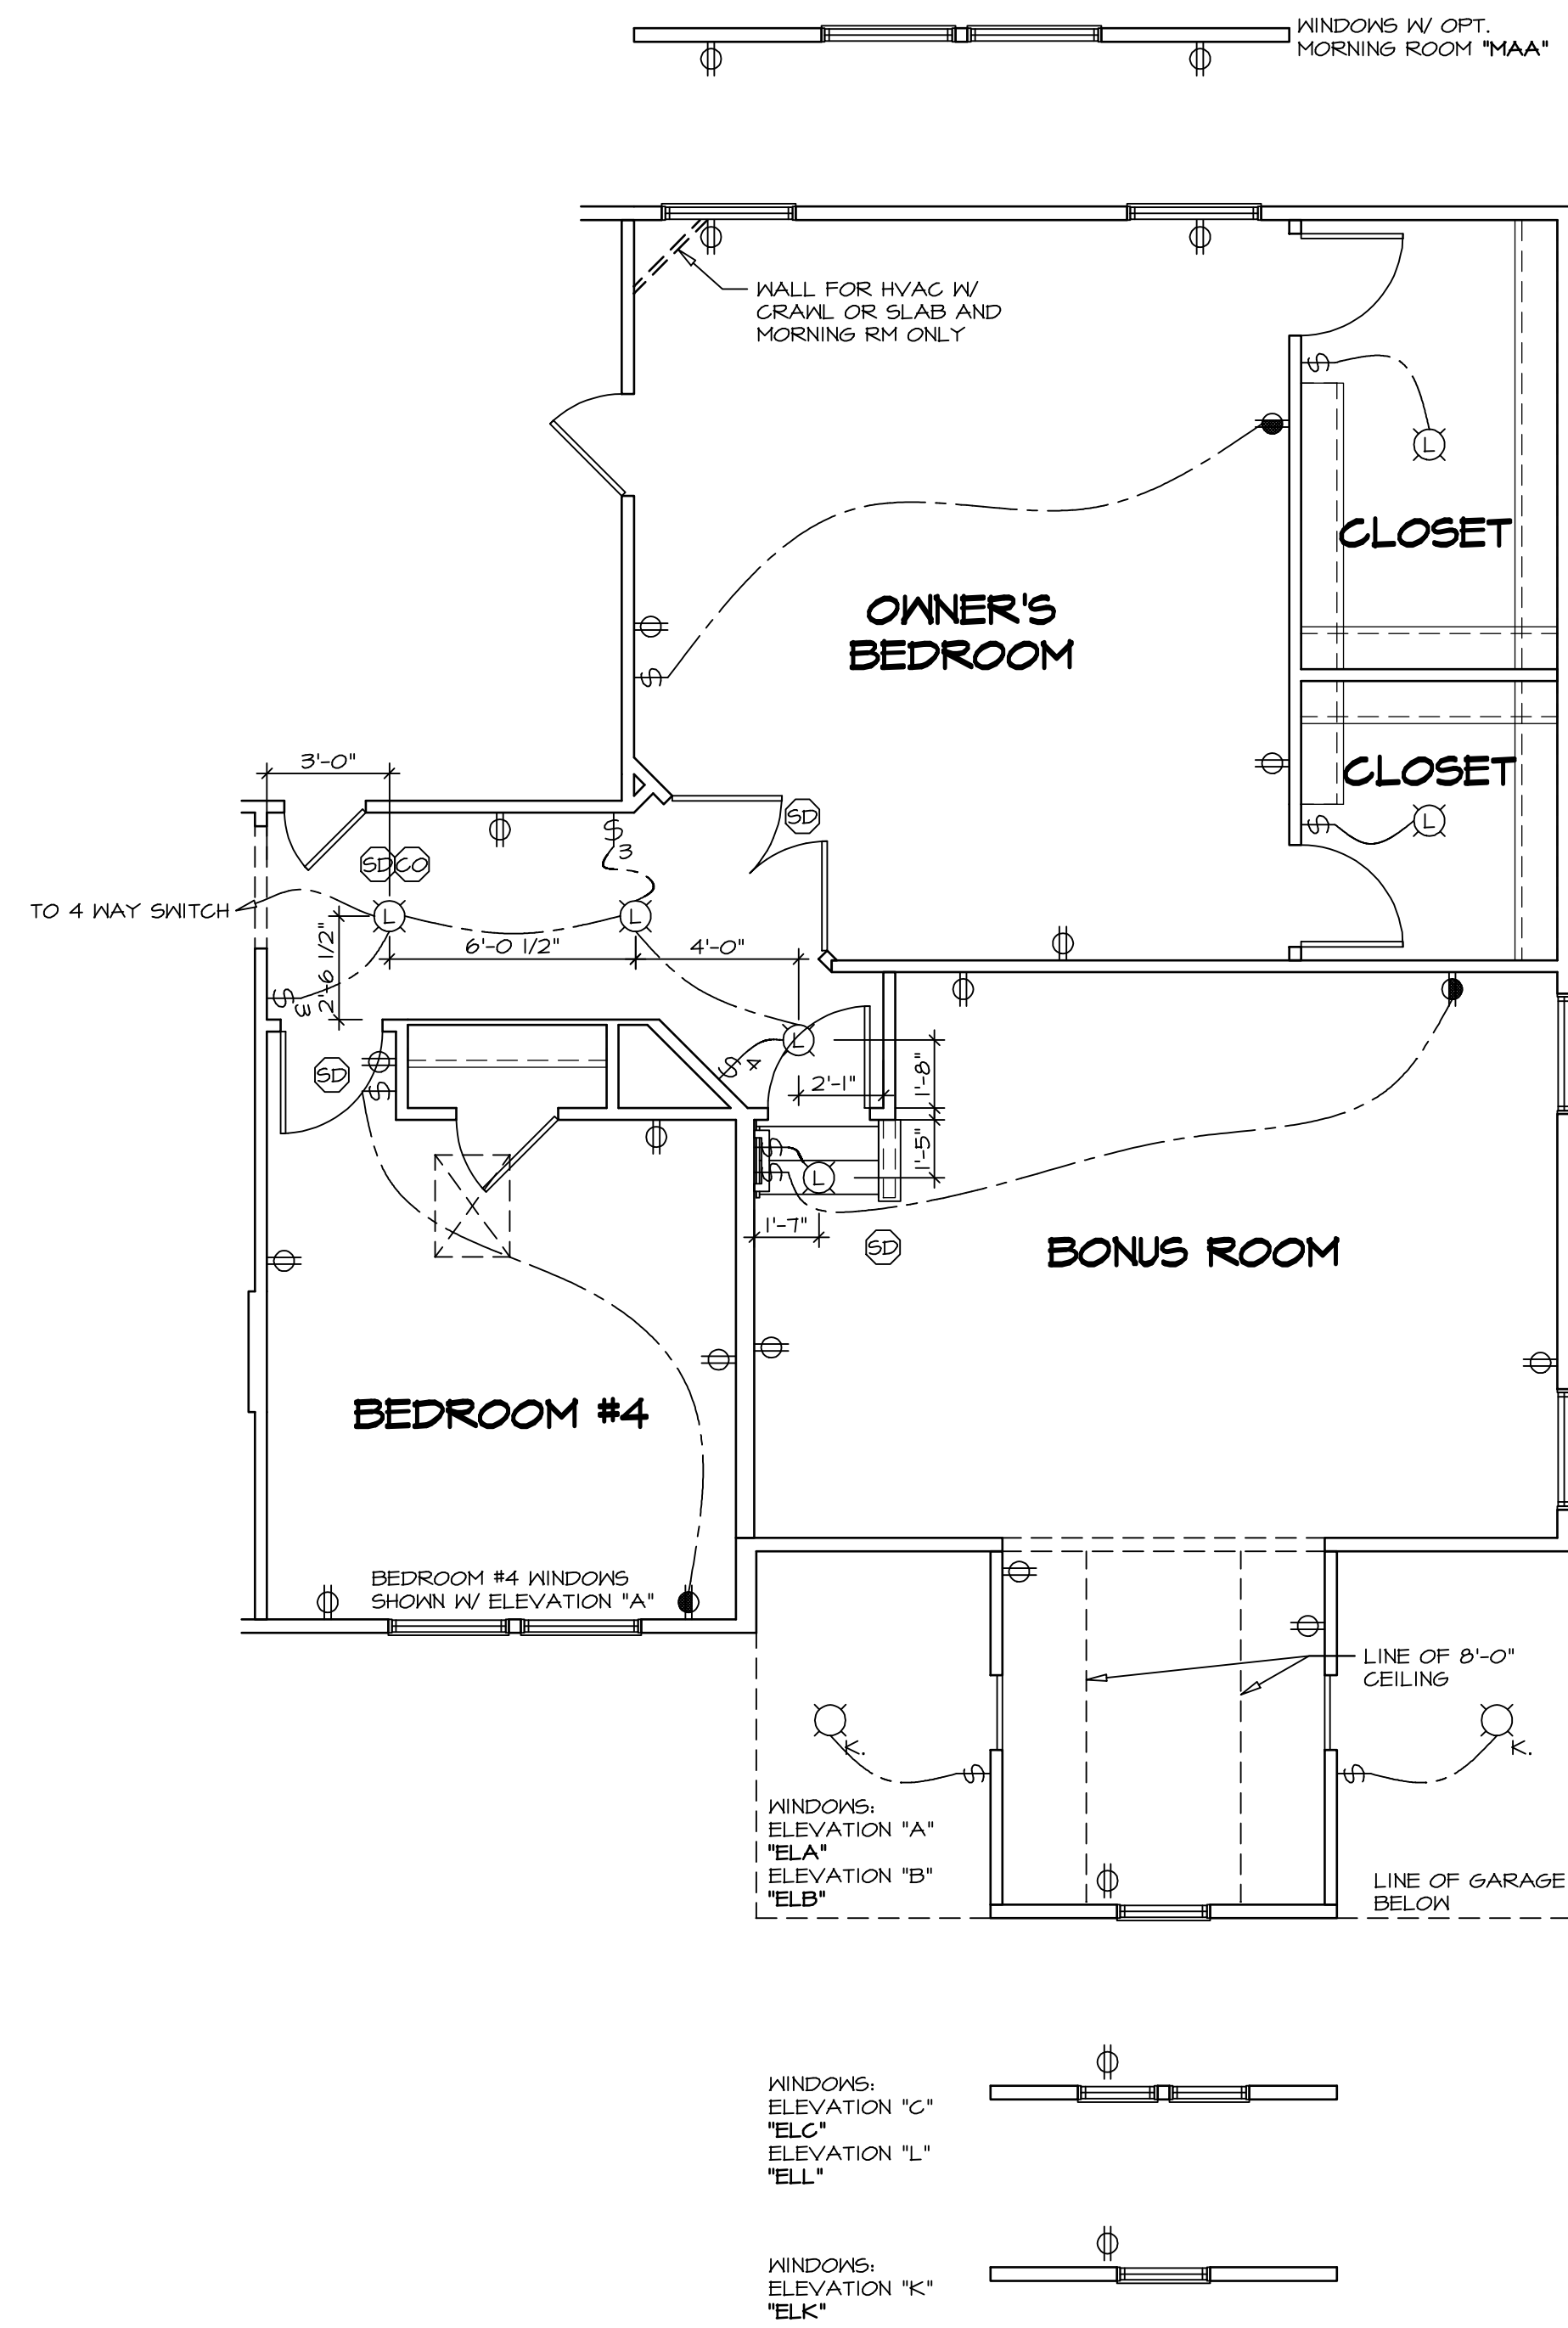 WINDOWS W/ OPT.
MORNING ROOM "MAA"
WALL FOR HVAC W/
CRAWL OR SLAB AND
MORNING RM ONLY
$
L
CLOSET
OWNER'S
BEDROOM
$
3'-0"
CLOSET
SD
$
L
$
3
SD CO
TO 4 WAY SWITCH
L
L
6'-0 1/2"
4'-0"
2'-6 1/2"
$
3
L
$
4
SD
$
2'-1"
1'-8"
$
$
L
1'-5"
1'-7"
SD
BONUS ROOM
BEDROOM #4
BEDROOM #4 WINDOWS
SHOWN W/ ELEVATION "A"
LINE OF 8'-0"
CEILING
K.
K.
$
$
WINDOWS:
ELEVATION "A"
"ELA"
ELEVATION "B"
"ELB"
LINE OF GARAGE
BELOW
WINDOWS:
ELEVATION "C"
"ELC"
ELEVATION "L"
"ELL"
WINDOWS:
ELEVATION "K"
"ELK"